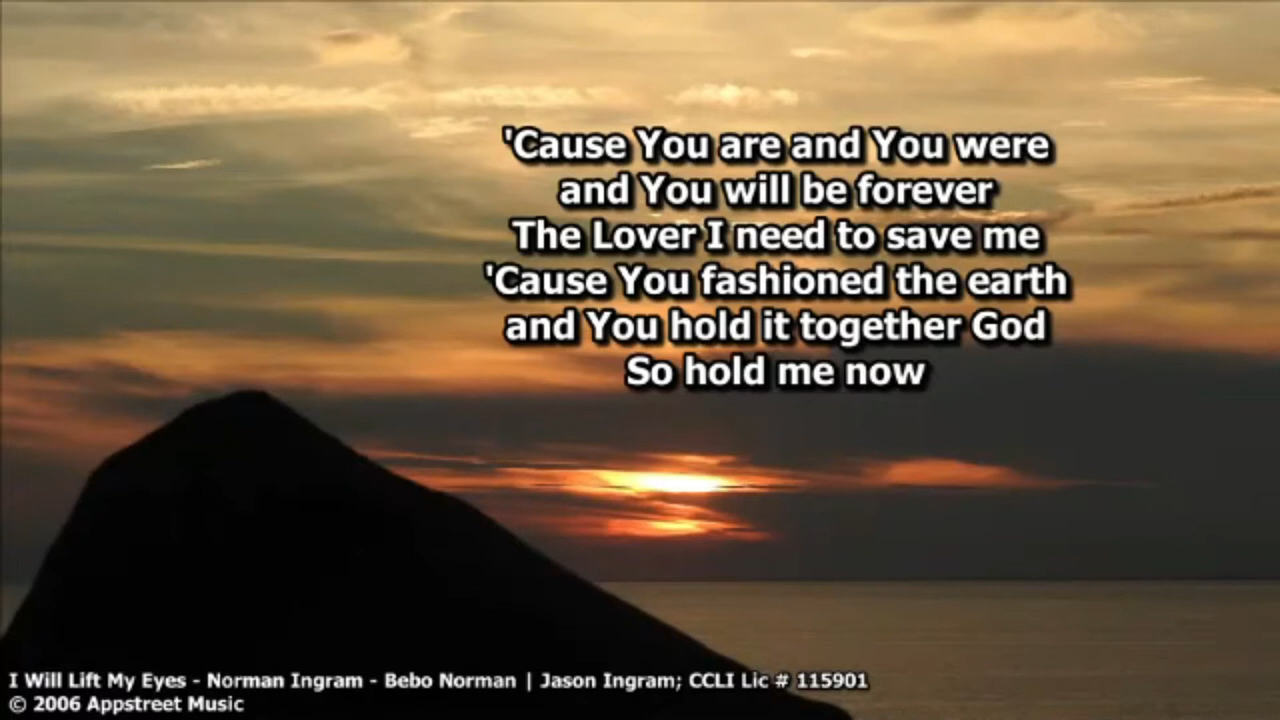 'Cause You are and You were
and You will be forever
The Lover I need to save me
'Cause You fashioned the earth
and You hold it together God
So hold me now
I Will Lift My Eyes - Norman Ingram - Bebo Norman | Jason Ingram; CCLI Lic # 115901
© 2006 Appstreet Music